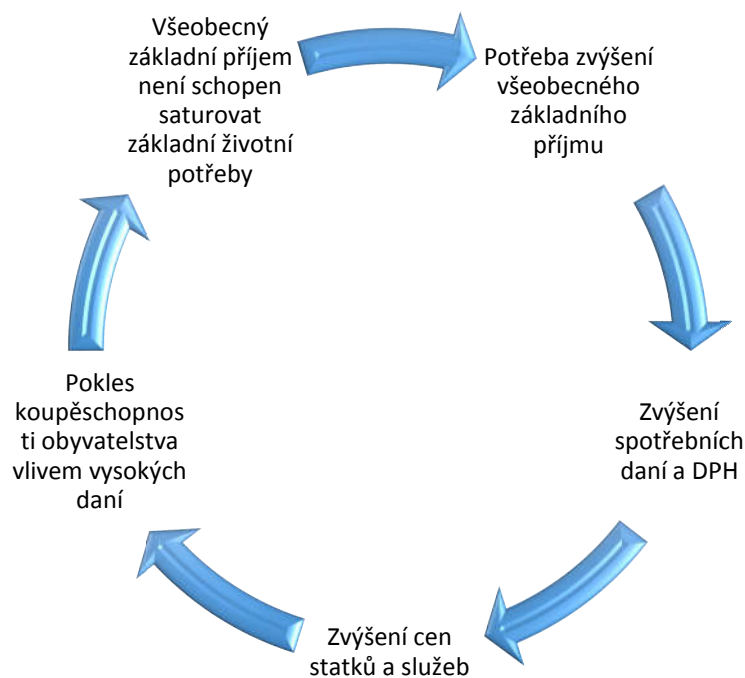 Všeobecný
základní příjem
není schopen
saturovat
základní životní
potřeby
Potřeba zvýšení
všeobecného
základního
příjmu
Zvýšení
spotřebních
daní a DPH
Zvýšení cen
statků a služeb
Pokles
koupěschopnos
ti obyvatelstva
vlivem vysokých
daní